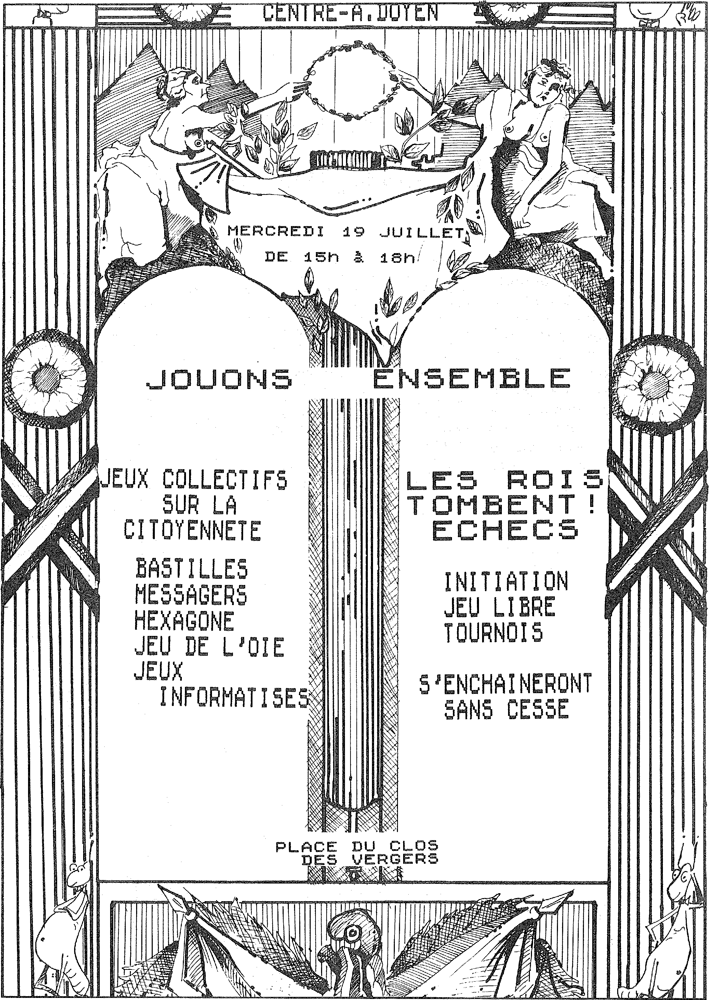 CENTRE-A.DOYEN
MERCREDI 19 JUILLET
DE 15h à 18h
JOUONS ENSEMBLE
JEUX COLLECTIFS
SUR LA
CITOYENNETE
BASTILLES
MESSAGERS
HEXAGONE
JEU DE L'OIE
JEUX
INFORMATISES
LES ROIS
TOMBENT!
ECHECS
INITIATION
JEU LIBRE
TOURNOIS
S'ENCHAINERONT
SANS CESSE
PLACE DU CLOS
DES VERGERS